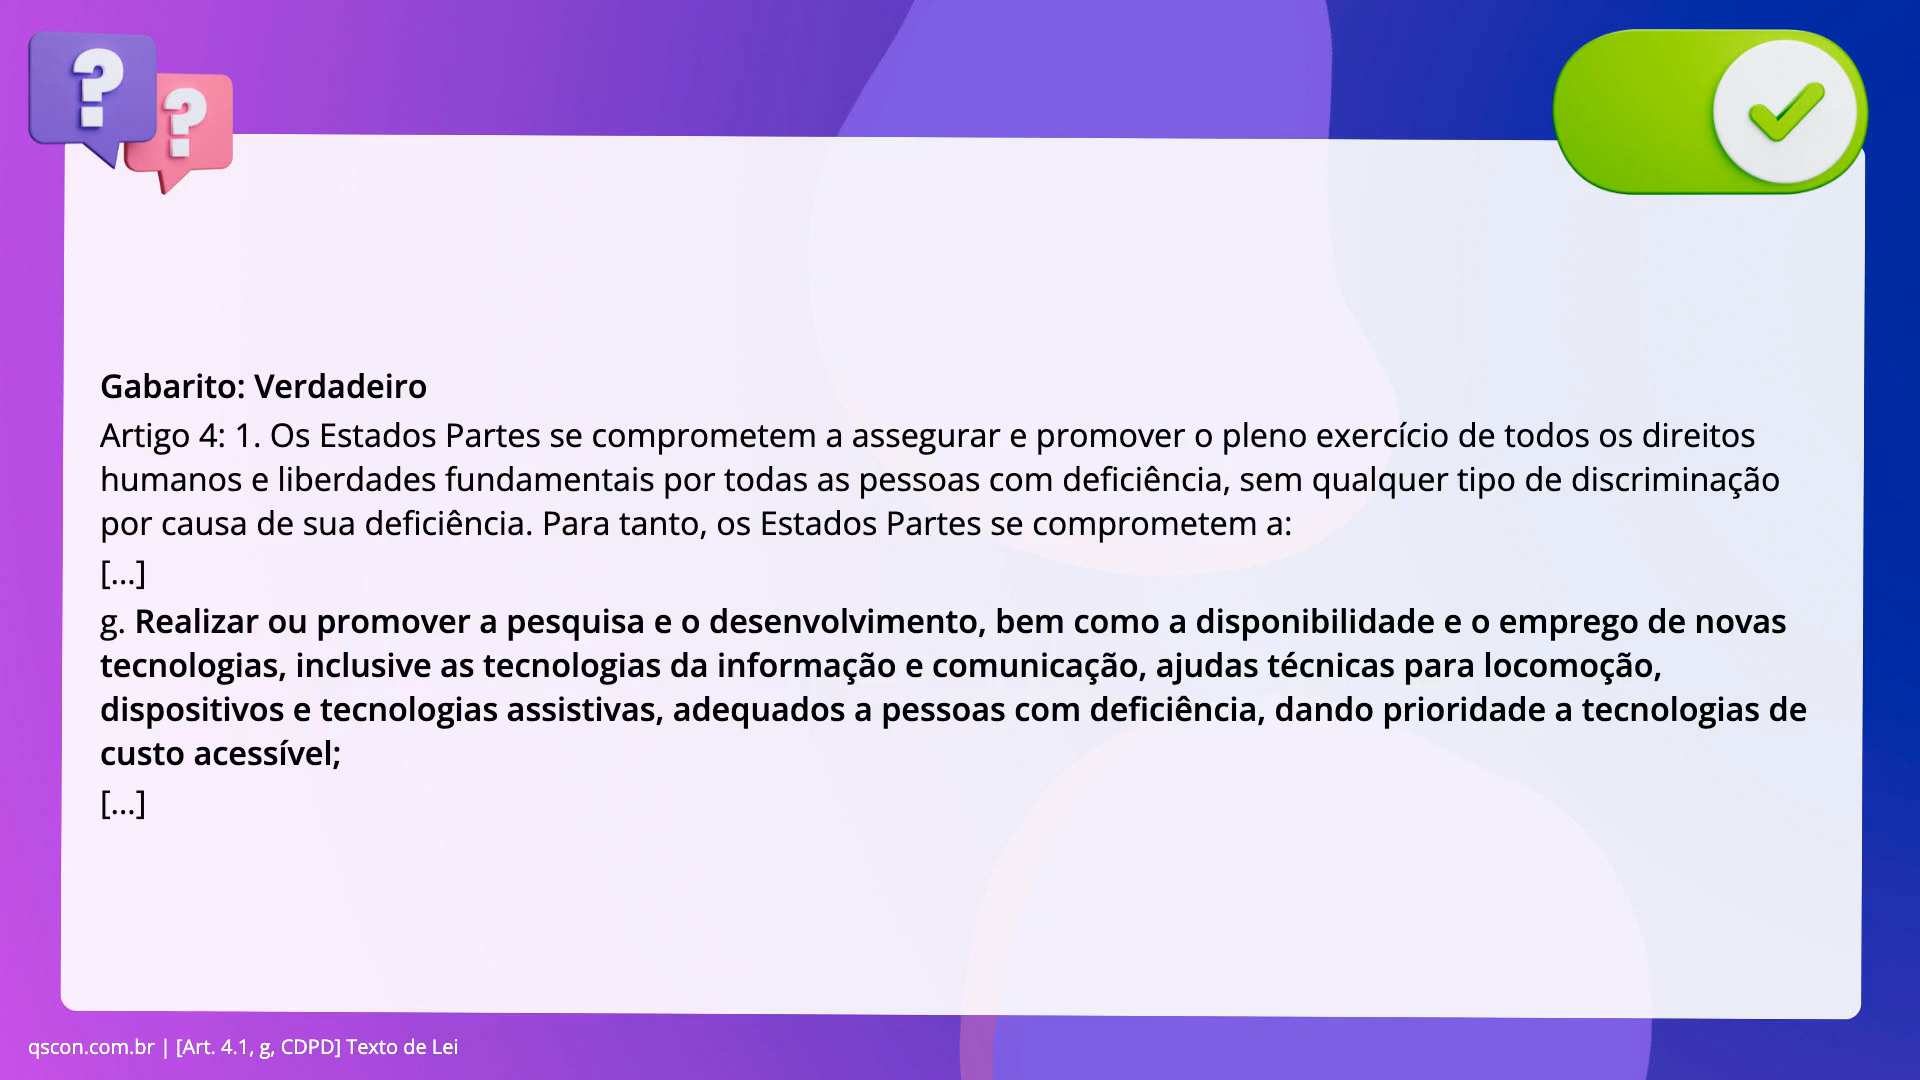 ?
?
Gabarito: Verdadeiro
Artigo 4: 1. Os Estados Partes se comprometem a assegurar e promover o pleno exercício de todos os direitos
humanos e liberdades fundamentais por todas as pessoas com deficiência, sem qualquer tipo de discriminação
por causa de sua deficiência. Para tanto, os Estados Partes se comprometem a:
[...]
g. Realizar ou promover a pesquisa e o desenvolvimento, bem como a disponibilidade e o emprego de novas
tecnologias, inclusive as tecnologias da informação e comunicação, ajudas técnicas para locomoção,
dispositivos e tecnologias assistivas, adequados a pessoas com deficiência, dando prioridade a tecnologias de
custo acessível;
[...]
qscon.com.br | [Art. 4.1, g, CDPD] Texto de Lei